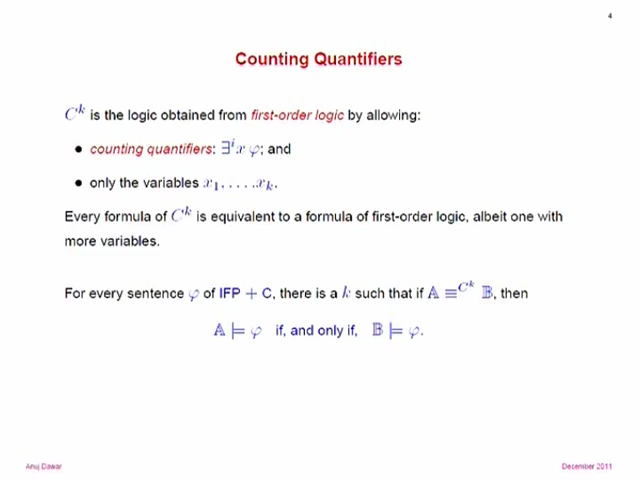 4
Counting Quantifiers
C^k is the logic obtained from first-order logic by allowing:
• counting quantifiers: ∃^i x φ; and
• only the variables x_1, . . . . x_k.
Every formula of C^k is equivalent to a formula of first-order logic, albeit one with
more variables.
For every sentence φ of IFP + C, there is a k such that if 𝔸 ≡^{C^k} 𝔹, then
𝔸 ⊨ φ if, and only if, 𝔹 ⊨ φ.
Anuj Dawar December 2011